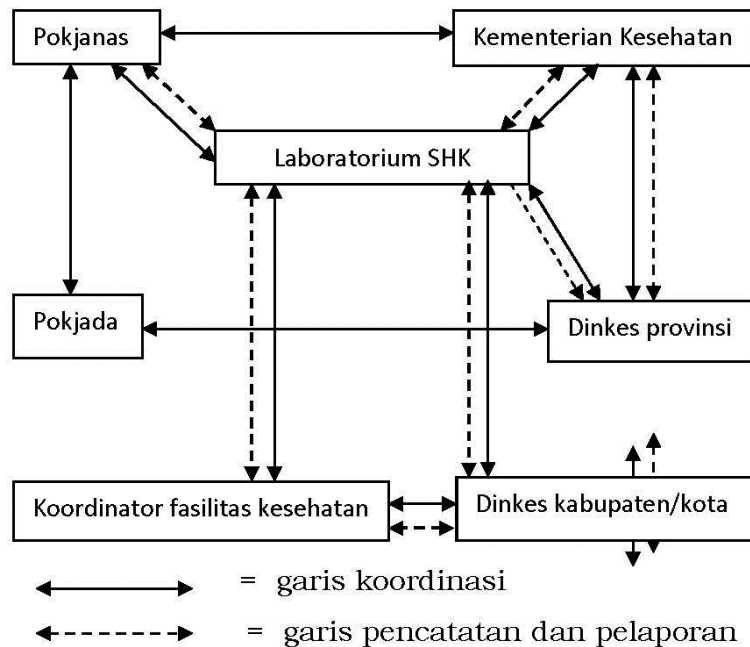 Pokjanas
Kementerian Kesehatan
Laboratorium SHK
Pokjada
Dinkes provinsi
Koordinator fasilitas kesehatan
Dinkes kabupaten/kota
= garis koordinasi
= garis pencatatan dan pelaporan